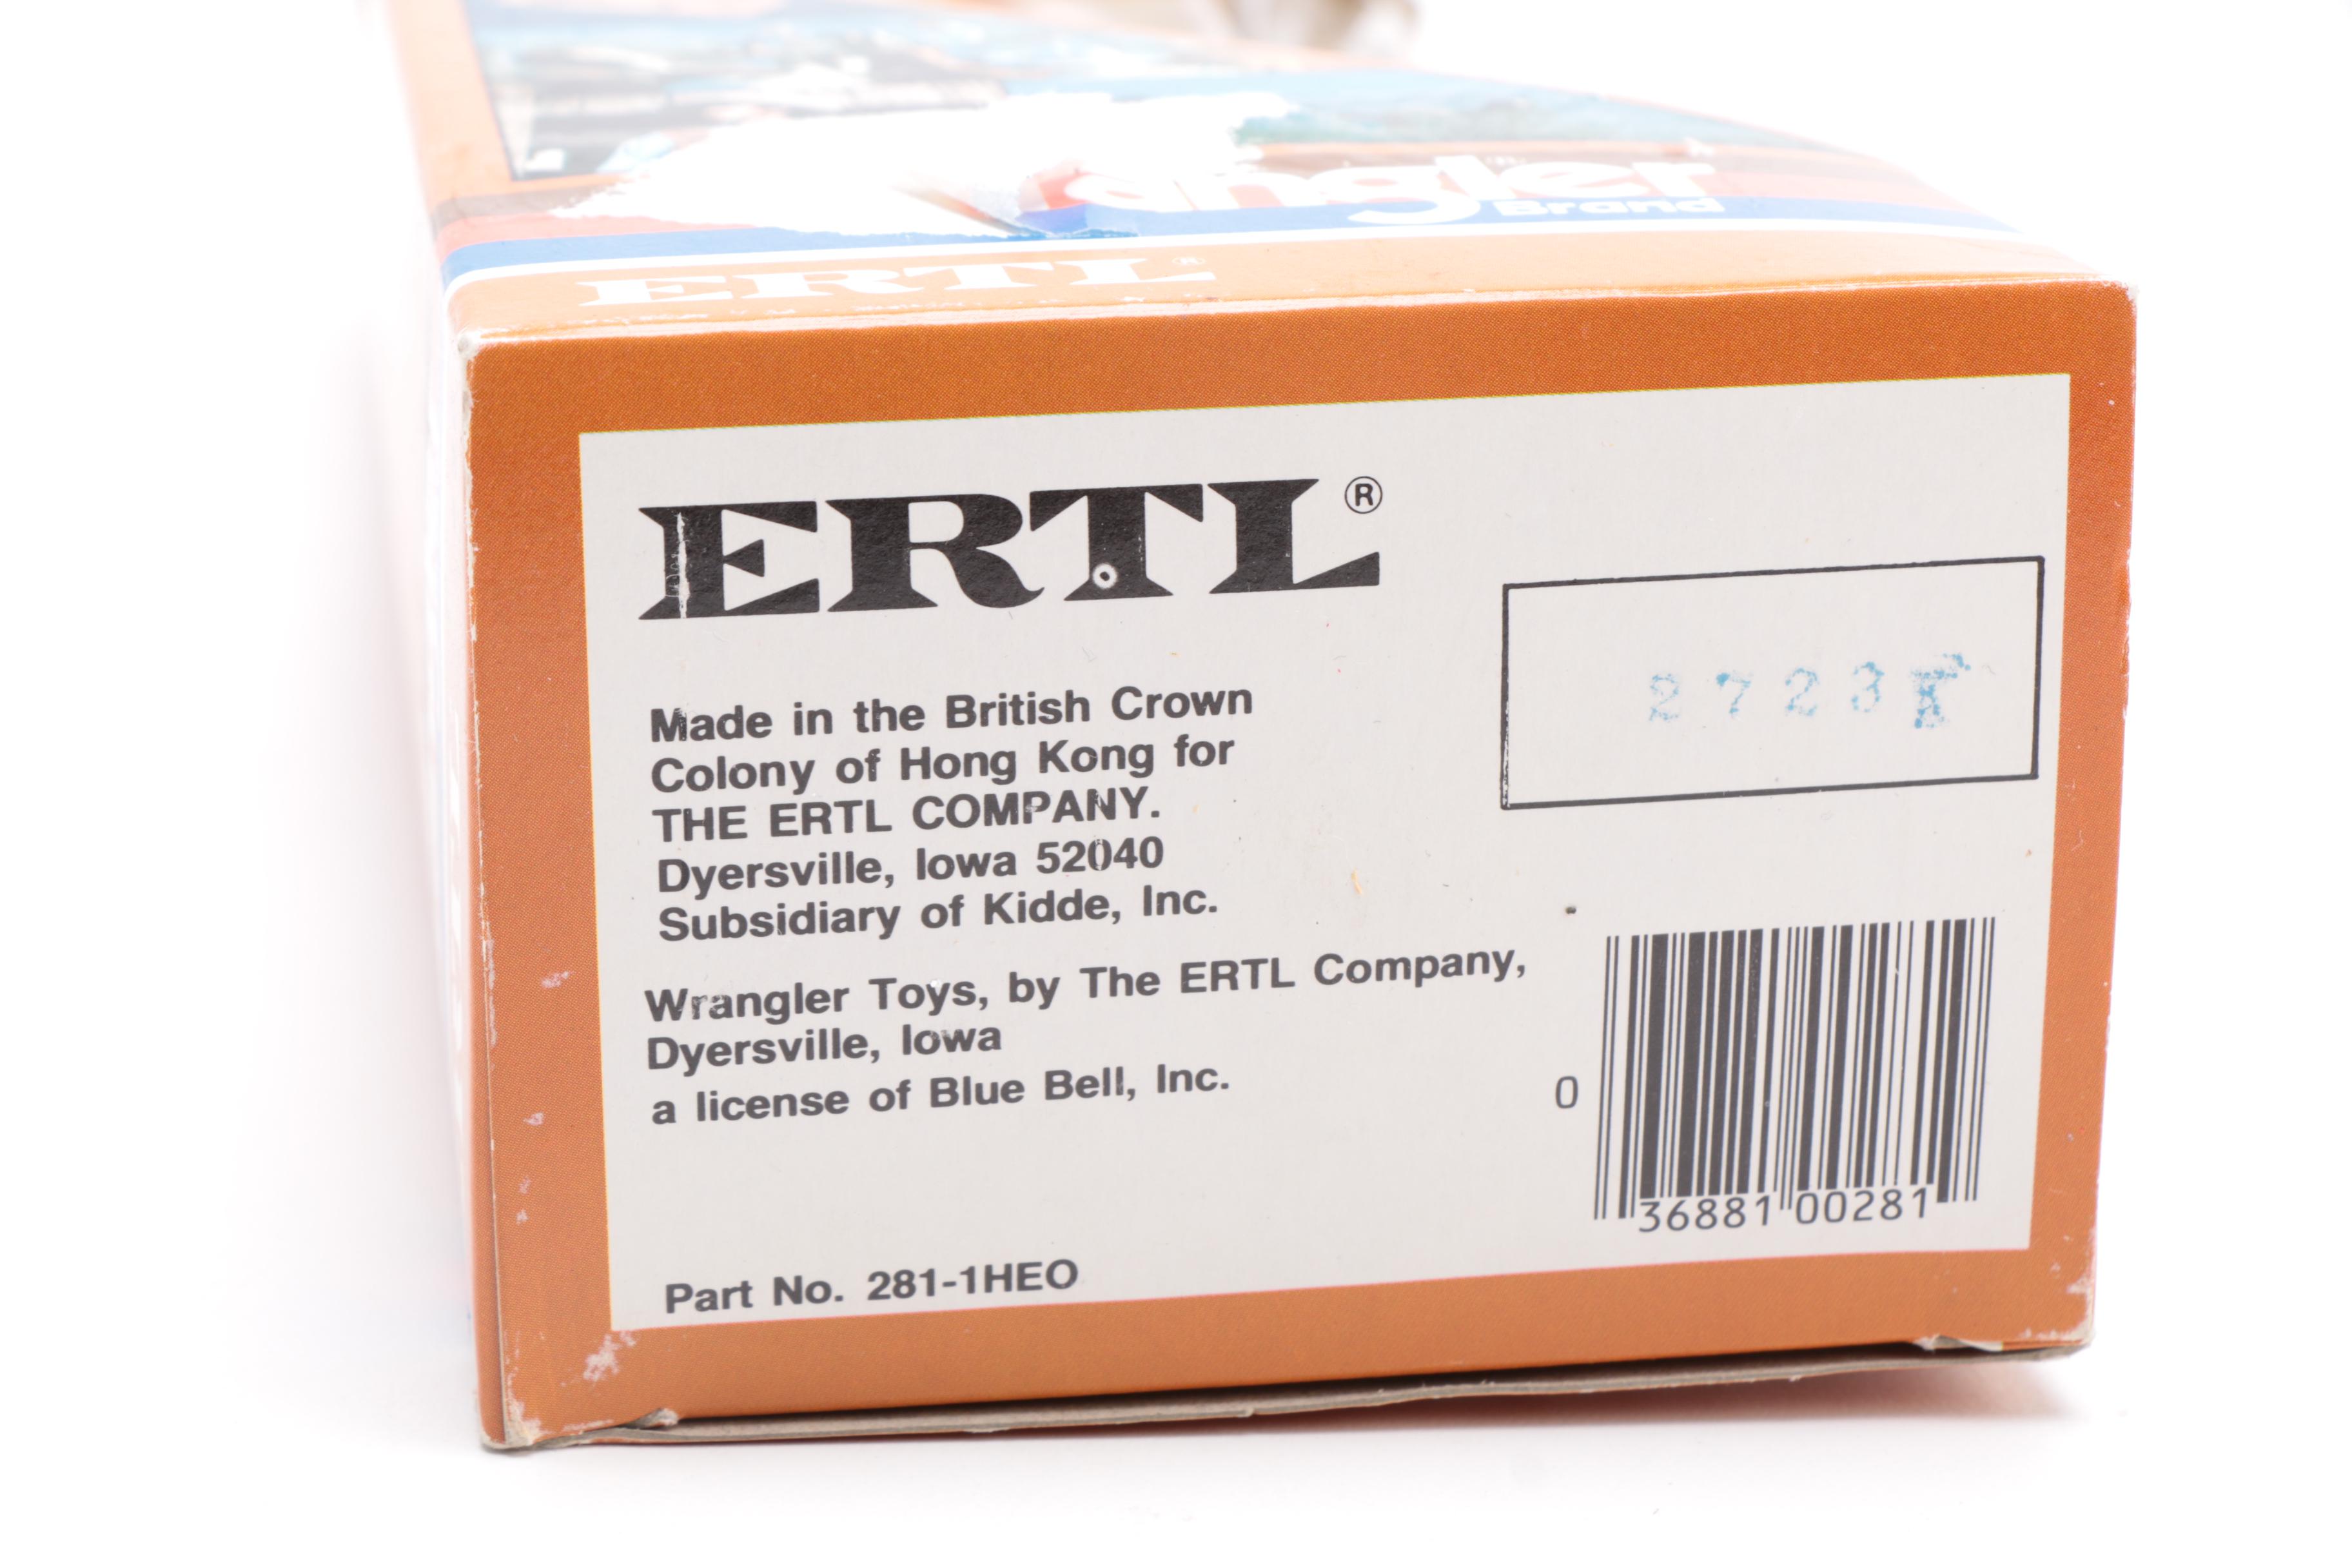 angler
Brand
ERTL®
ERTL®
Made in the British Crown
Colony of Hong Kong for
THE ERTL COMPANY.
Dyersville, Iowa 52040
Subsidiary of Kidde, Inc.
Wrangler Toys, by The ERTL Company,
Dyersville, Iowa
a license of Blue Bell, Inc.
Part No. 281-1HEO
0 36881 00281